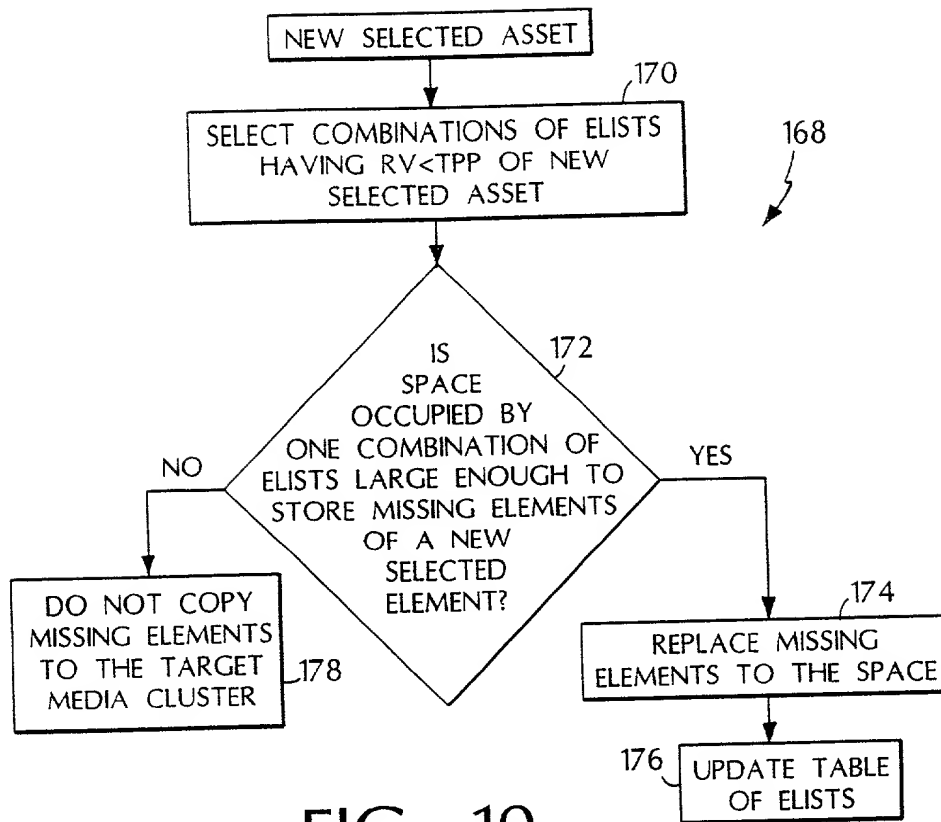 NEW SELECTED ASSET
170
SELECT COMBINATIONS OF ELISTS
HAVING RV<TPP OF NEW
SELECTED ASSET
168
IS
SPACE
OCCUPIED BY
ONE COMBINATION OF
ELISTS LARGE ENOUGH TO
STORE MISSING ELEMENTS
OF A NEW
SELECTED
ELEMENT?
172
NO
YES
DO NOT COPY
MISSING ELEMENTS
TO THE TARGET
MEDIA CLUSTER
178
174
REPLACE MISSING
ELEMENTS TO THE SPACE
176
UPDATE TABLE
OF ELISTS
FIG. 10